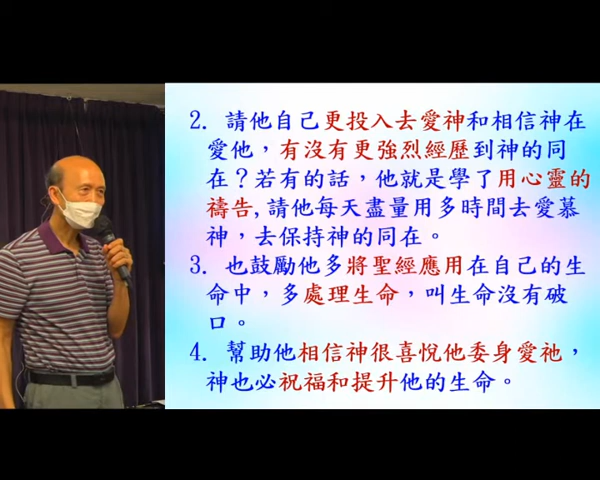 2. 請他自己更投入去愛神和相信神在
愛他，有沒有更強烈經歷到神的同
在？若有的話，他就是學了用心靈的
禱告,請他每天盡量用多時間去愛慕
神，去保持神的同在。
3. 也鼓勵他多將聖經應用在自己的生
命中，多處理生命，叫生命沒有破
口。
4. 幫助他相信神很喜悅他委身愛祂，
神也必祝福和提升他的生命。